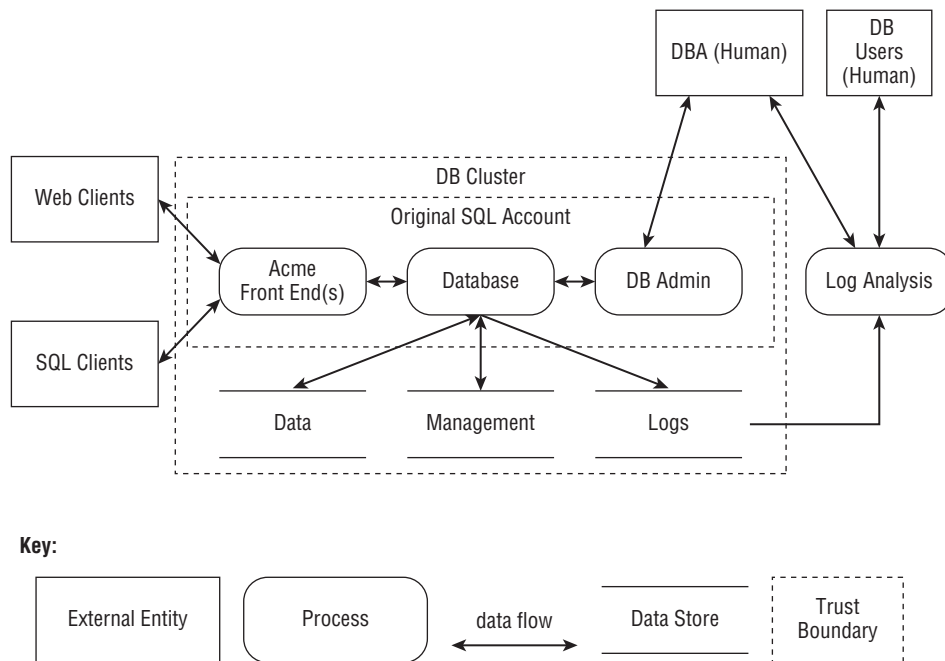 DBA (Human)
DB
Users
(Human)
Web Clients
DB Cluster
Original SQL Account
Acme
Front End(s)
Database
DB Admin
Log Analysis
SQL Clients
Data
Management
Logs
Key:
External Entity
Process
data flow
Data Store
Trust
Boundary